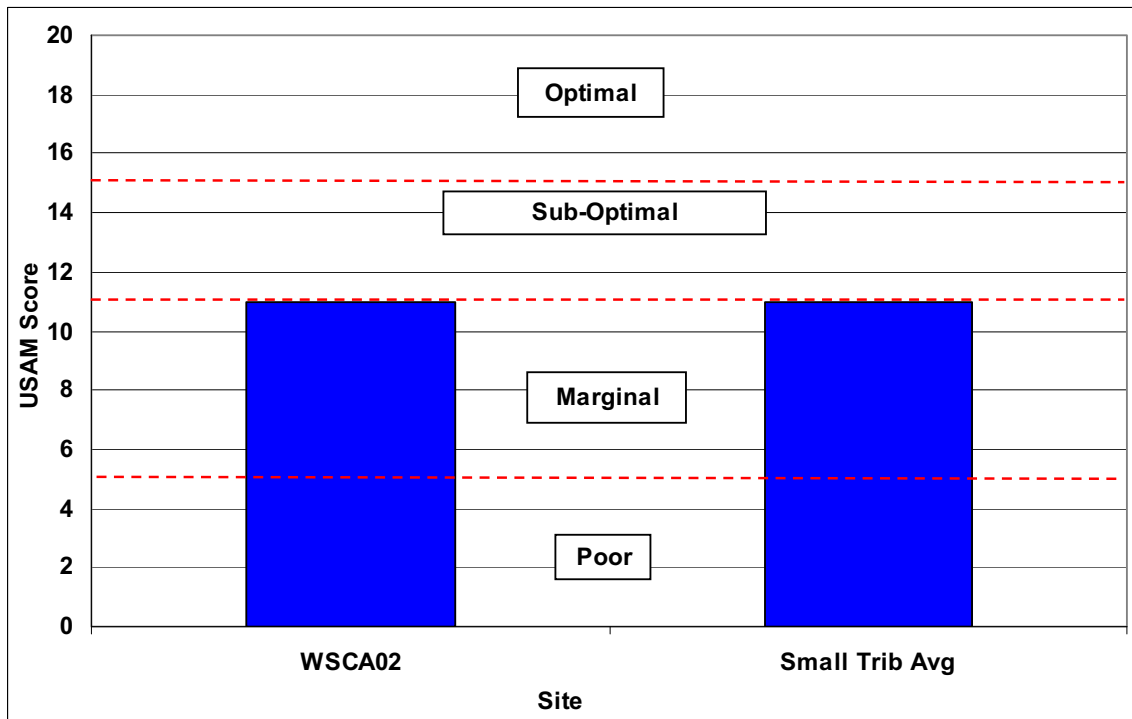 20
18
16
14
12
10
8
6
4
2
0
USAM Score
Optimal
Sub-Optimal
Marginal
Poor
WSCA02
Small Trib Avg
Site